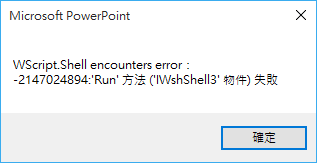 Microsoft PowerPoint
WScript.Shell encounters error：
-2147024894:'Run' 方法 ('IWshShell3' 物件) 失敗
確定